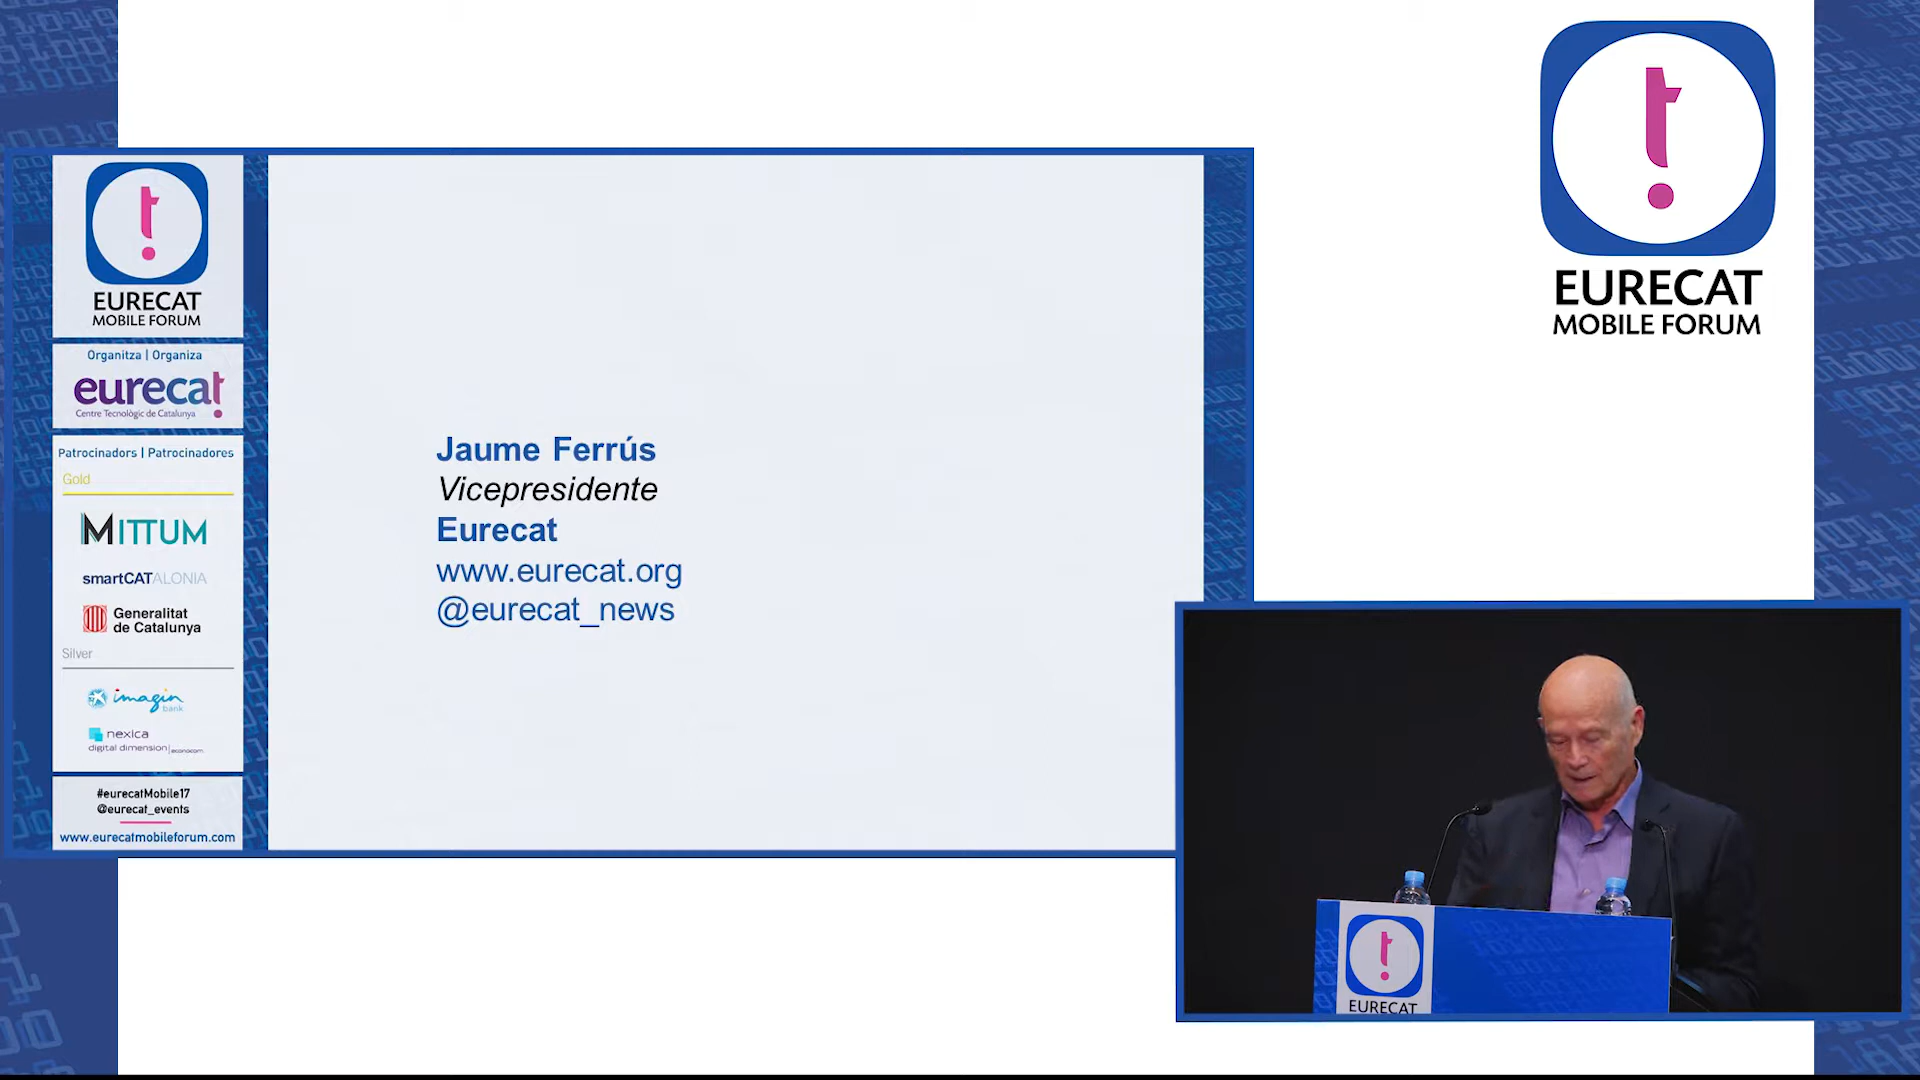 EURECAT
MOBILE FORUM
Organitza | Organiza
eurecat
Centre Tecnològic de Catalunya
Patrocinadors | Patrocinadores
Gold
MITTUM
smartCATALONIA
Generalitat
de Catalunya
Silver
imagin
bank
nexica
digital dimension | econocom
#eurecatMobile17
@eurecat_events
www.eurecatmobileforum.com
Jaume Ferrús
Vicepresidente
Eurecat
www.eurecat.org
@eurecat_news
EURECAT
MOBILE FORUM
EURECAT